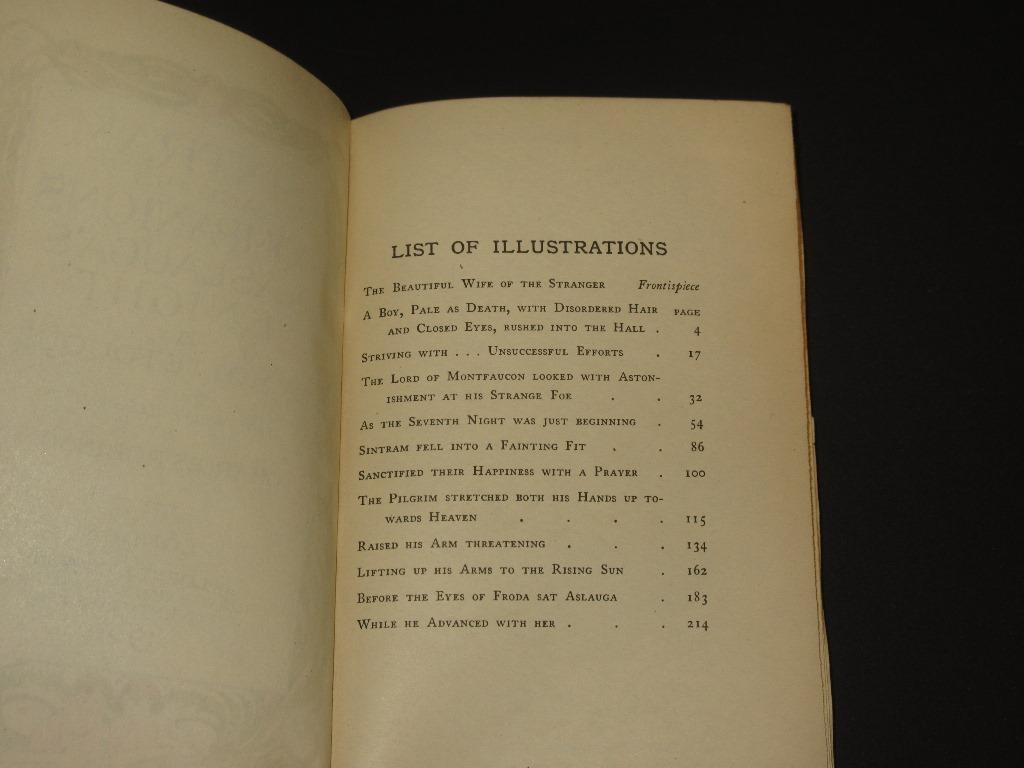 LIST OF ILLUSTRATIONS
THE BEAUTIFUL WIFE OF THE STRANGER Frontispiece
A BOY, PALE AS DEATH, WITH DISORDERED HAIR PAGE
AND CLOSED EYES, RUSHED INTO THE HALL . 4
STRIVING WITH . . . UNSUCCESSFUL EFFORTS . 17
THE LORD OF MONTFAUCON LOOKED WITH ASTON-
ISHMENT AT HIS STRANGE FOE . . 32
AS THE SEVENTH NIGHT WAS JUST BEGINNING . 54
SINTRAM FELL INTO A FAINTING FIT . . 86
SANCTIFIED THEIR HAPPINESS WITH A PRAYER . 100
THE PILGRIM STRETCHED BOTH HIS HANDS UP TO-
WARDS HEAVEN . . . . 115
RAISED HIS ARM THREATENING . . . 134
LIFTING UP HIS ARMS TO THE RISING SUN . 162
BEFORE THE EYES OF FRODA SAT ASLAUGA . 183
WHILE HE ADVANCED WITH HER . . . 214